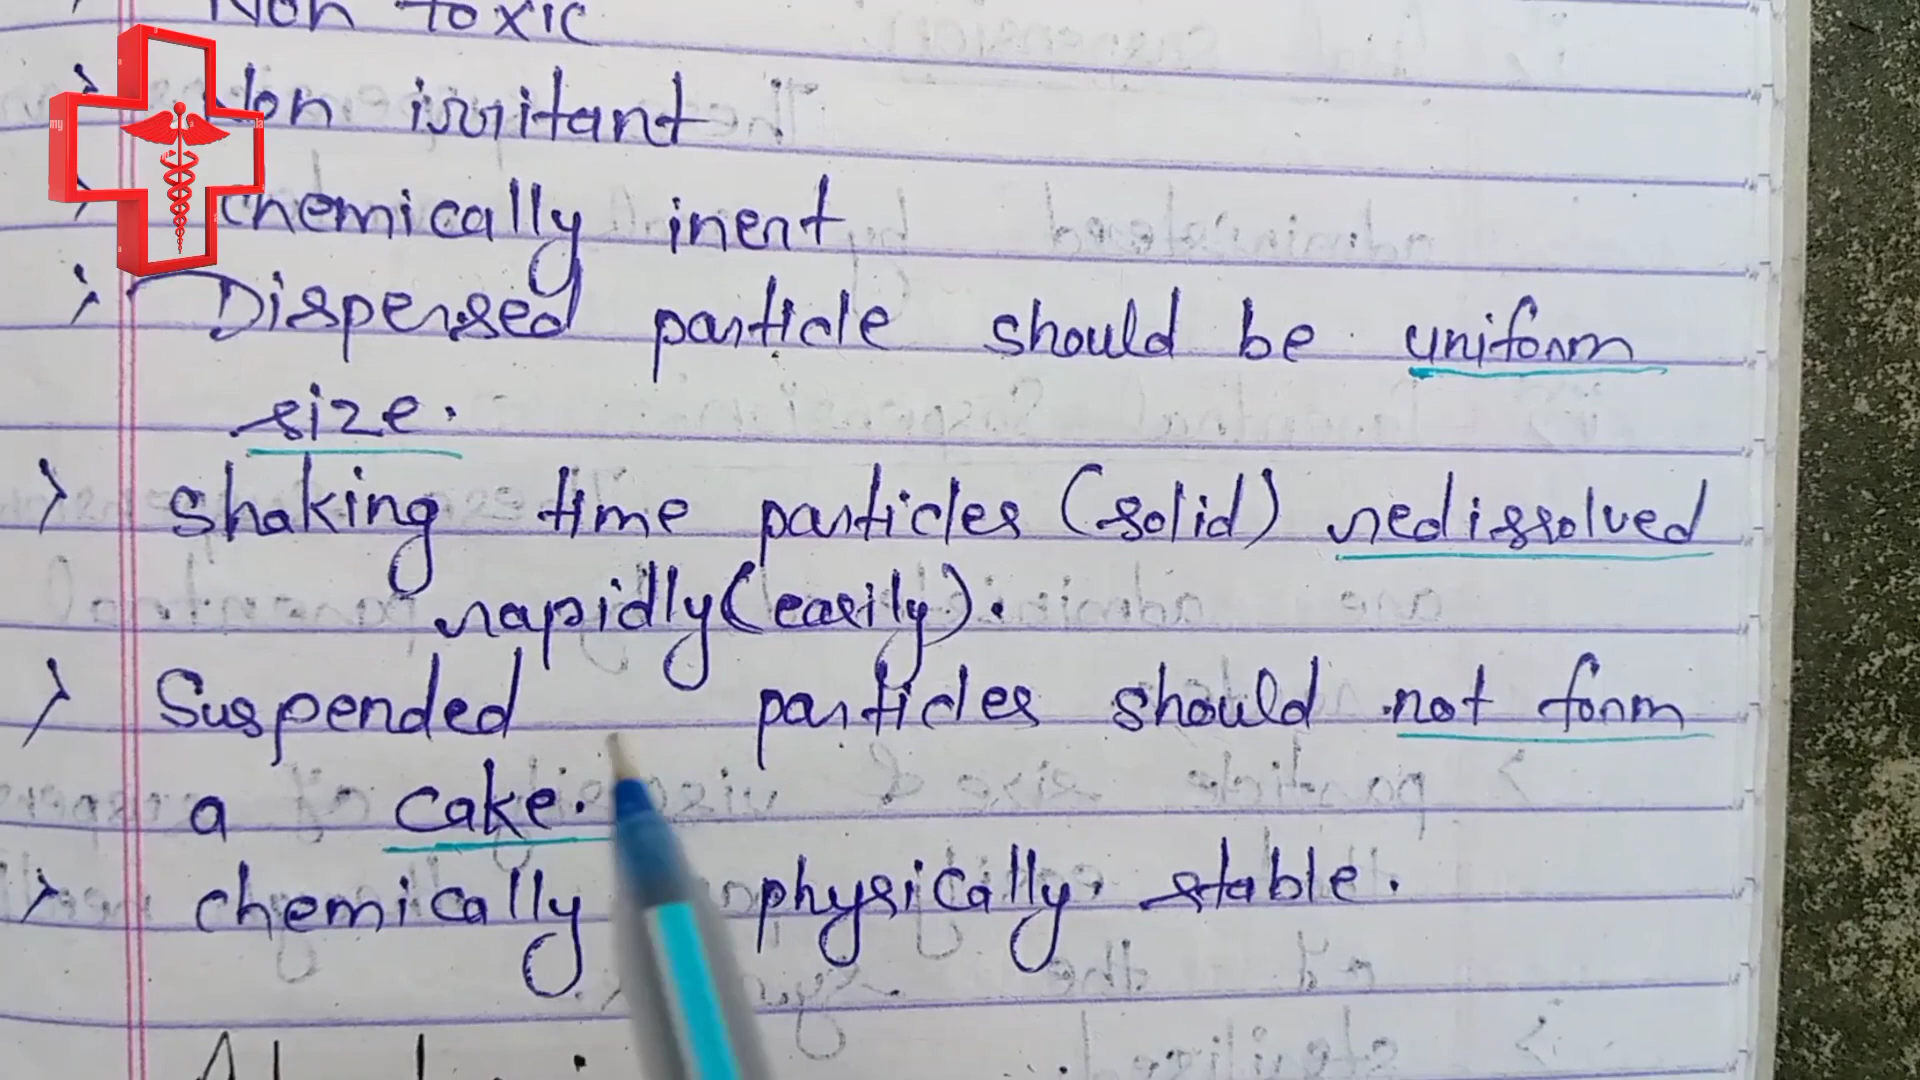 Non toxic
Non irritant
chemically inert
Dispersed particle should be uniform
size.
shaking time particles (solid) redissolved
rapidly (easily).
Suspended particles should not form
a cake.
chemically physically stable.